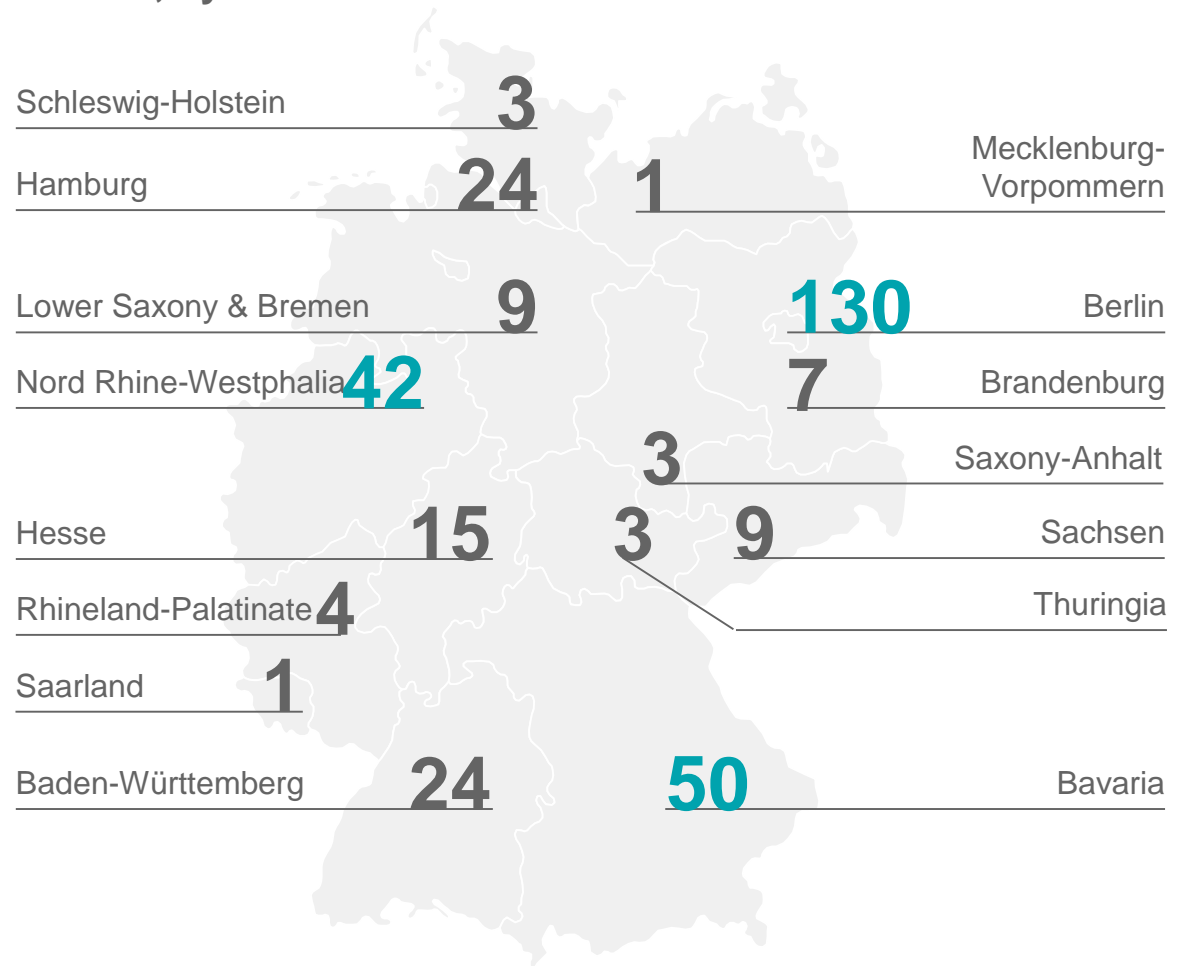 Schleswig-Holstein 3
Hamburg 24
1 Mecklenburg-
Vorpommern
Lower Saxony & Bremen 9
130 Berlin
Nord Rhine-Westphalia 42
7 Brandenburg
3 Saxony-Anhalt
Hesse 15
3 9 Sachsen
Thuringia
Rhineland-Palatinate 4
Saarland 1
Baden-Württemberg 24
50 Bavaria